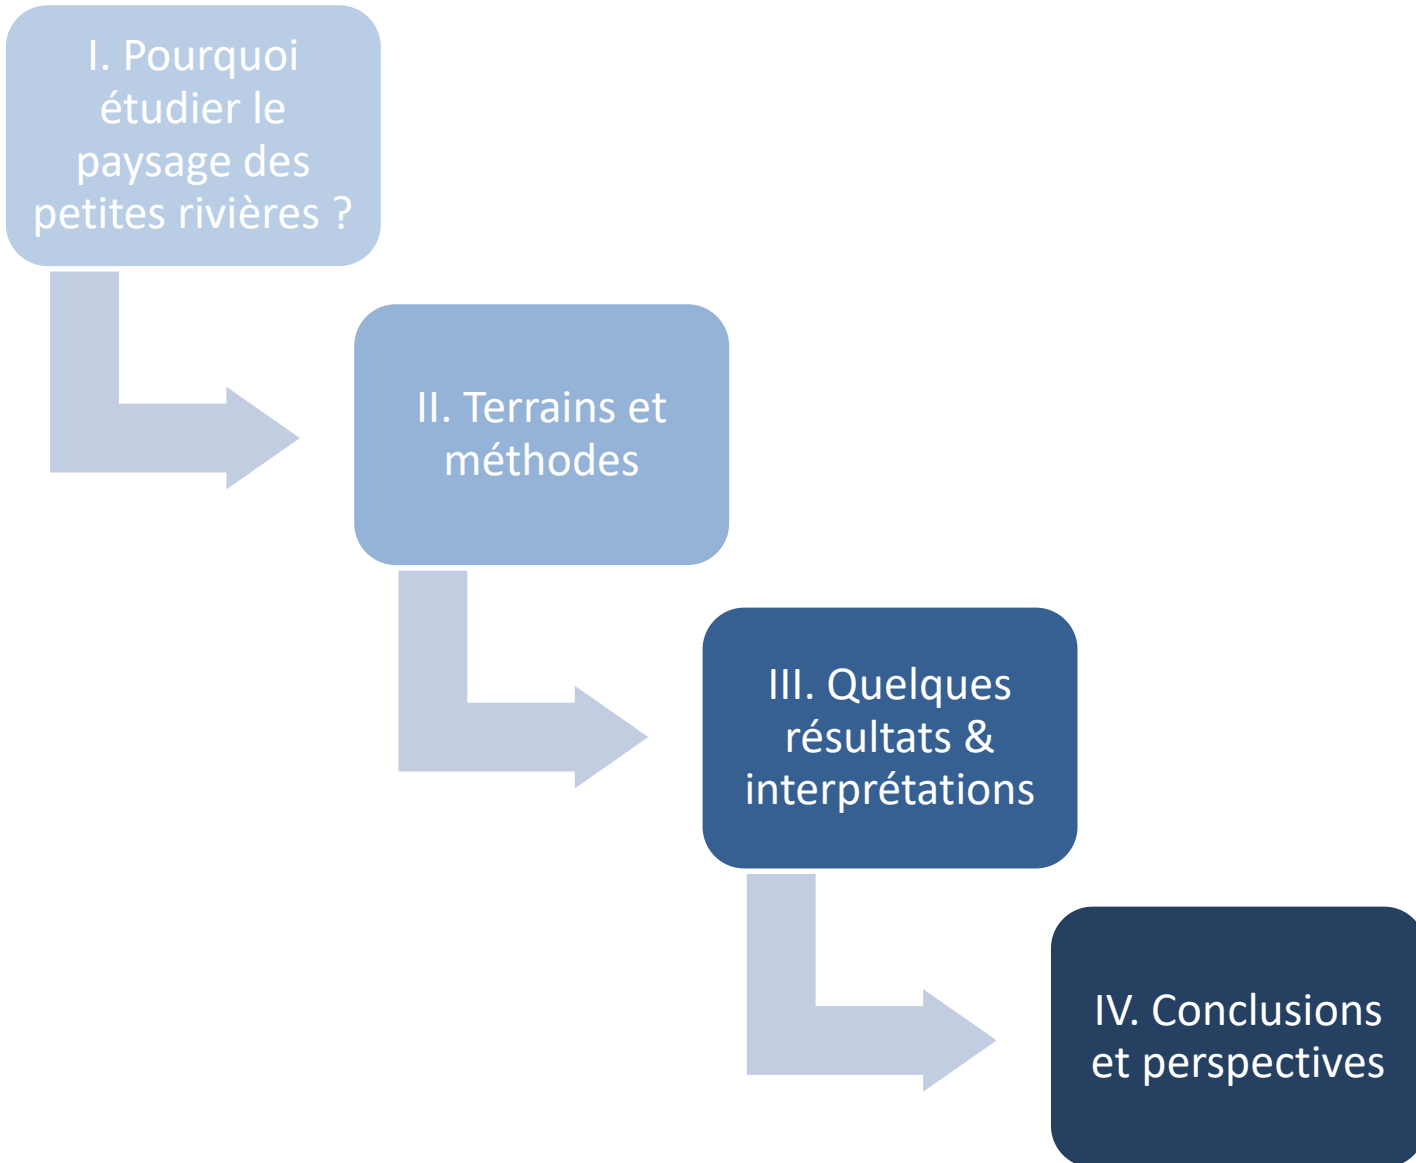 I. Pourquoi
étudier le
paysage des
petites rivières ?
II. Terrains et
méthodes
III. Quelques
résultats &
interprétations
IV. Conclusions
et perspectives